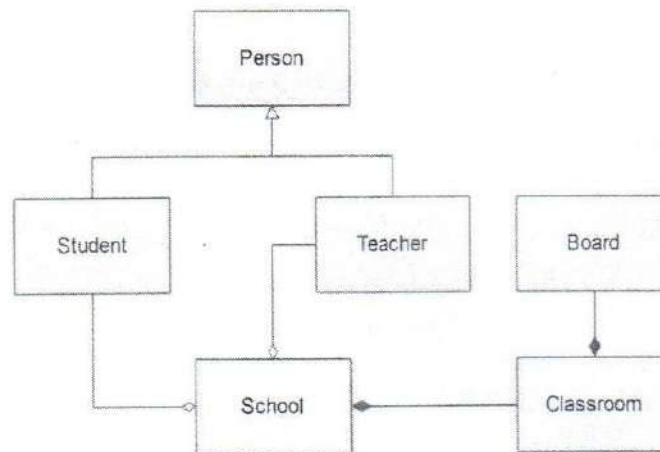 Person
Student
Teacher
Board
School
Classroom